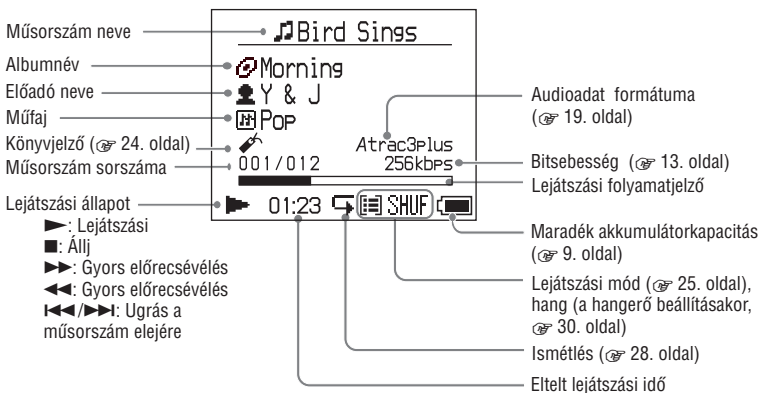 Műsorszám neve
Albumnév
Előadó neve
Műfaj
Könyvjelző (☞ 24. oldal)
Műsorszám sorszáma
Lejátszási állapot
►: Lejátszási
■: Állj
►►: Gyors előrecsévélés
◄◄: Gyors előrecsévélés
I◄◄/►►I: Ugrás a
műsorszám elejére
Bird Sings
Morning
Y & J
Pop
Atrac3plus
001/012 256kbps
01:23 SHUF
Audioadat formátuma
(☞ 19. oldal)
Bitsebesség (☞ 13. oldal)
Lejátszási folyamatjelző
Maradék akkumulátorkapacitás
(☞ 9. oldal)
Lejátszási mód (☞ 25. oldal),
hang (a hangerő beállításakor,
☞ 30. oldal)
Ismétlés (☞ 28. oldal)
Eltelt lejátszási idő